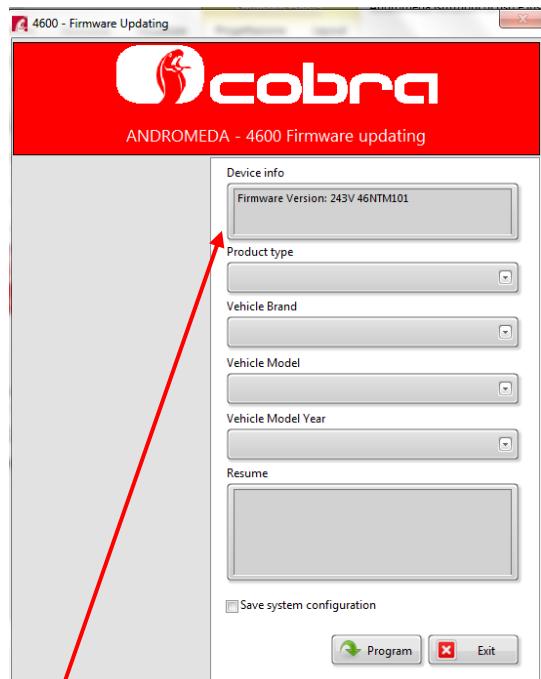 4600 - Firmware Updating
cobra
ANDROMEDA - 4600 Firmware updating
Device info
Firmware Version: 243V 46NTM101
Product type
Vehicle Brand
Vehicle Model
Vehicle Model Year
Resume
Save system configuration
Program
Exit